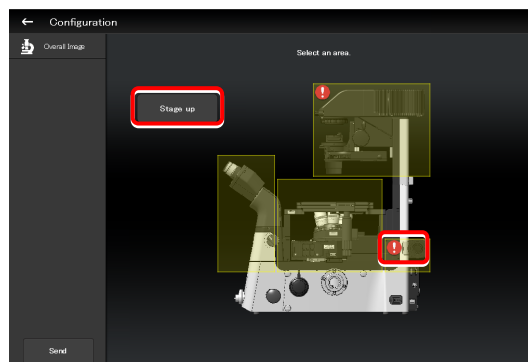 Configuration
Overall Image
Select an area.
Stage up
Send